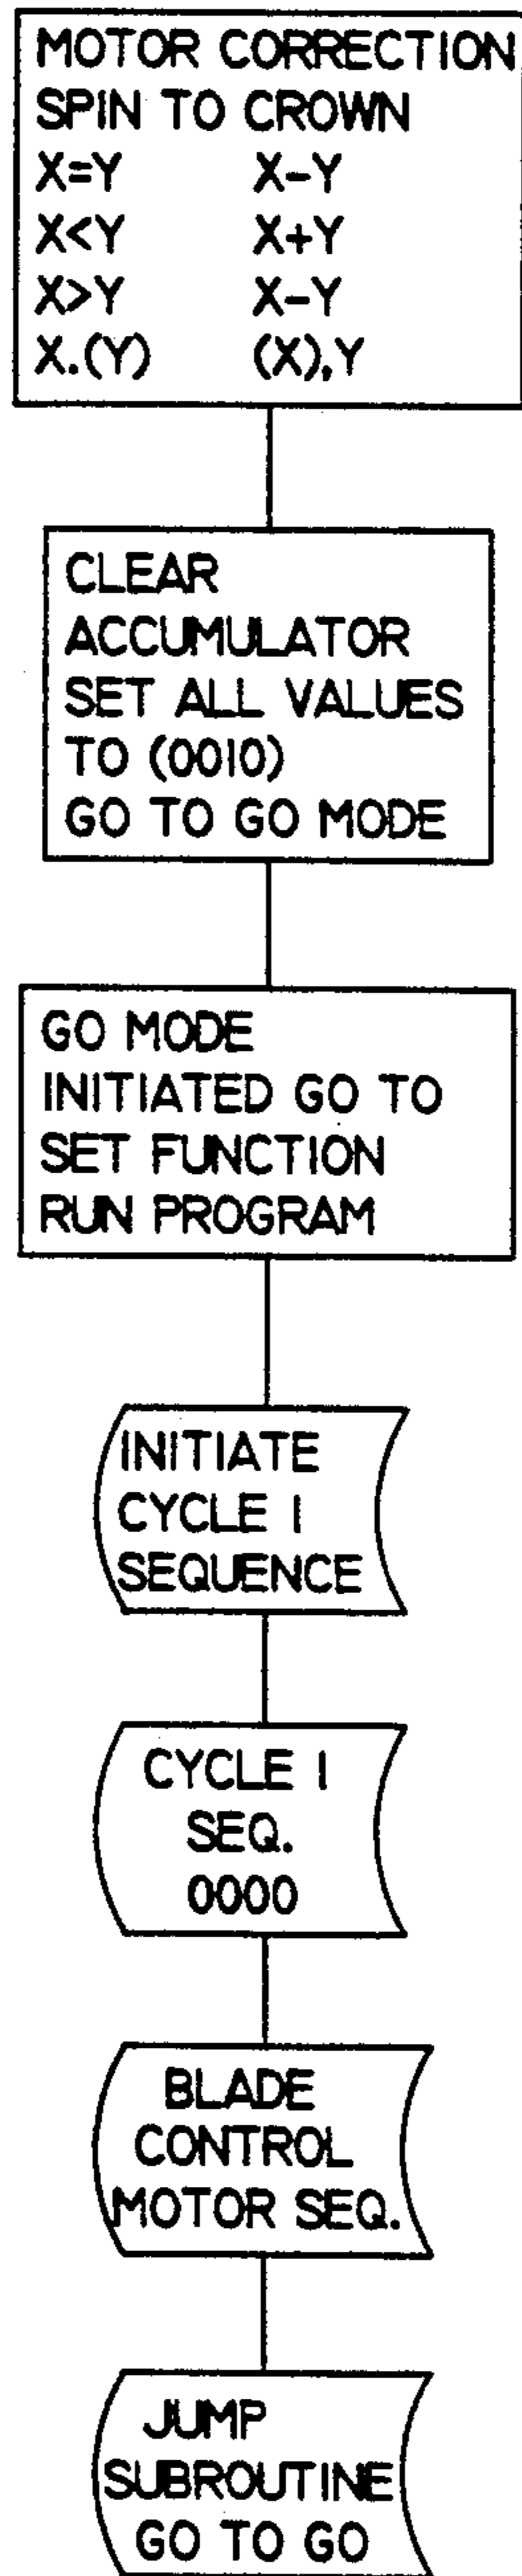 MOTOR CORRECTION
SPIN TO CROWN
X=Y X-Y
X<Y X+Y
X>Y X-Y
X.(Y) (X),Y
CLEAR
ACCUMULATOR
SET ALL VALUES
TO (0010)
GO TO GO MODE
GO MODE
INITIATED GO TO
SET FUNCTION
RUN PROGRAM
INITIATE
CYCLE 1
SEQUENCE
CYCLE 1
SEQ.
0000
BLADE
CONTROL
MOTOR SEQ.
JUMP
SUBROUTINE
GO TO GO